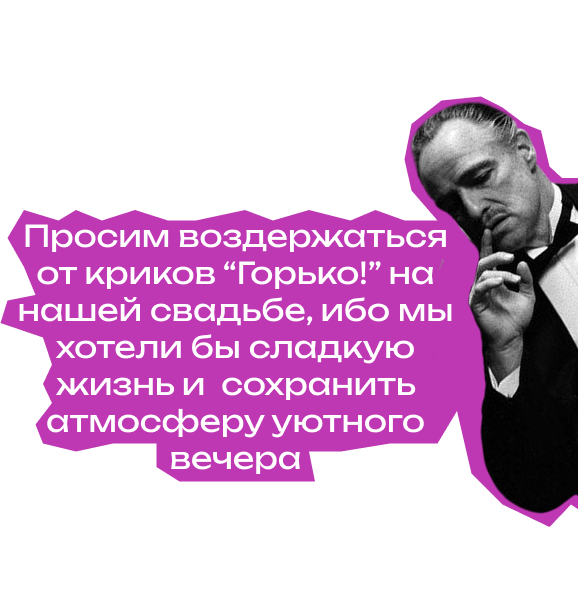 Просим воздержаться
от криков “Горько!” на
нашей свадьбе, ибо мы
хотели бы сладкую
жизнь и  сохранить
атмосферу уютного
вечера